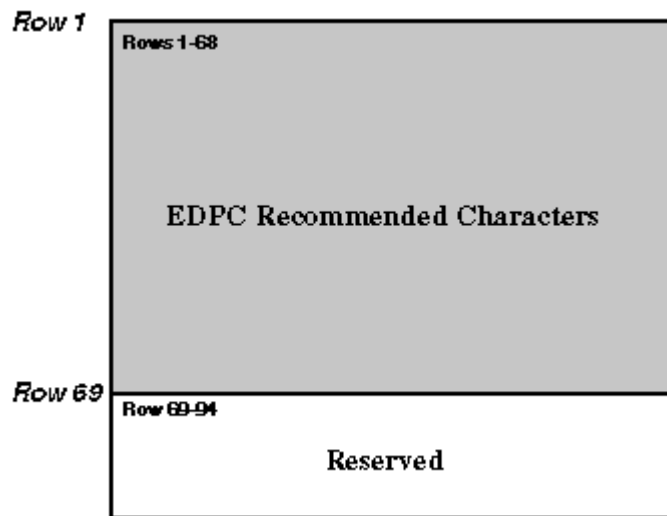 Row 1
Rows 1-68
EDPC Recommended Characters
Row 69
Row 69-94
Reserved